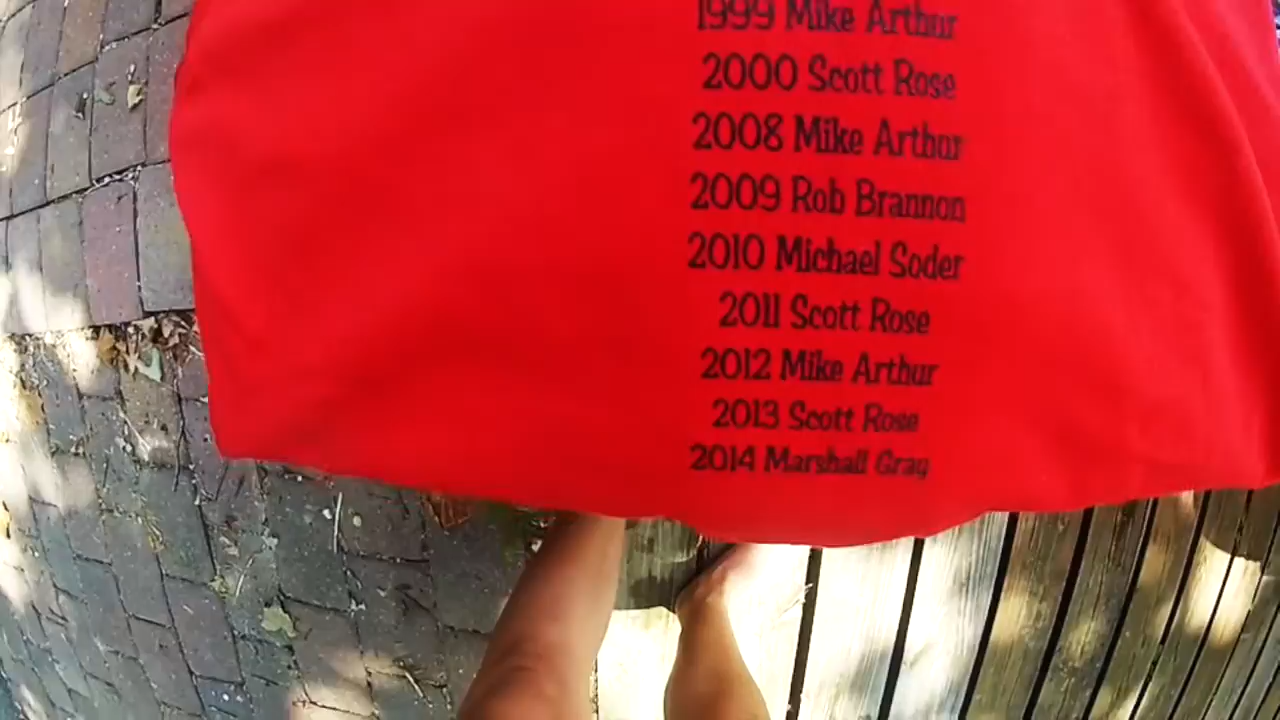 1999 Mike Arthur
2000 Scott Rose
2008 Mike Arthur
2009 Rob Brannon
2010 Michael Soder
2011 Scott Rose
2012 Mike Arthur
2013 Scott Rose
2014 Marshall Gray